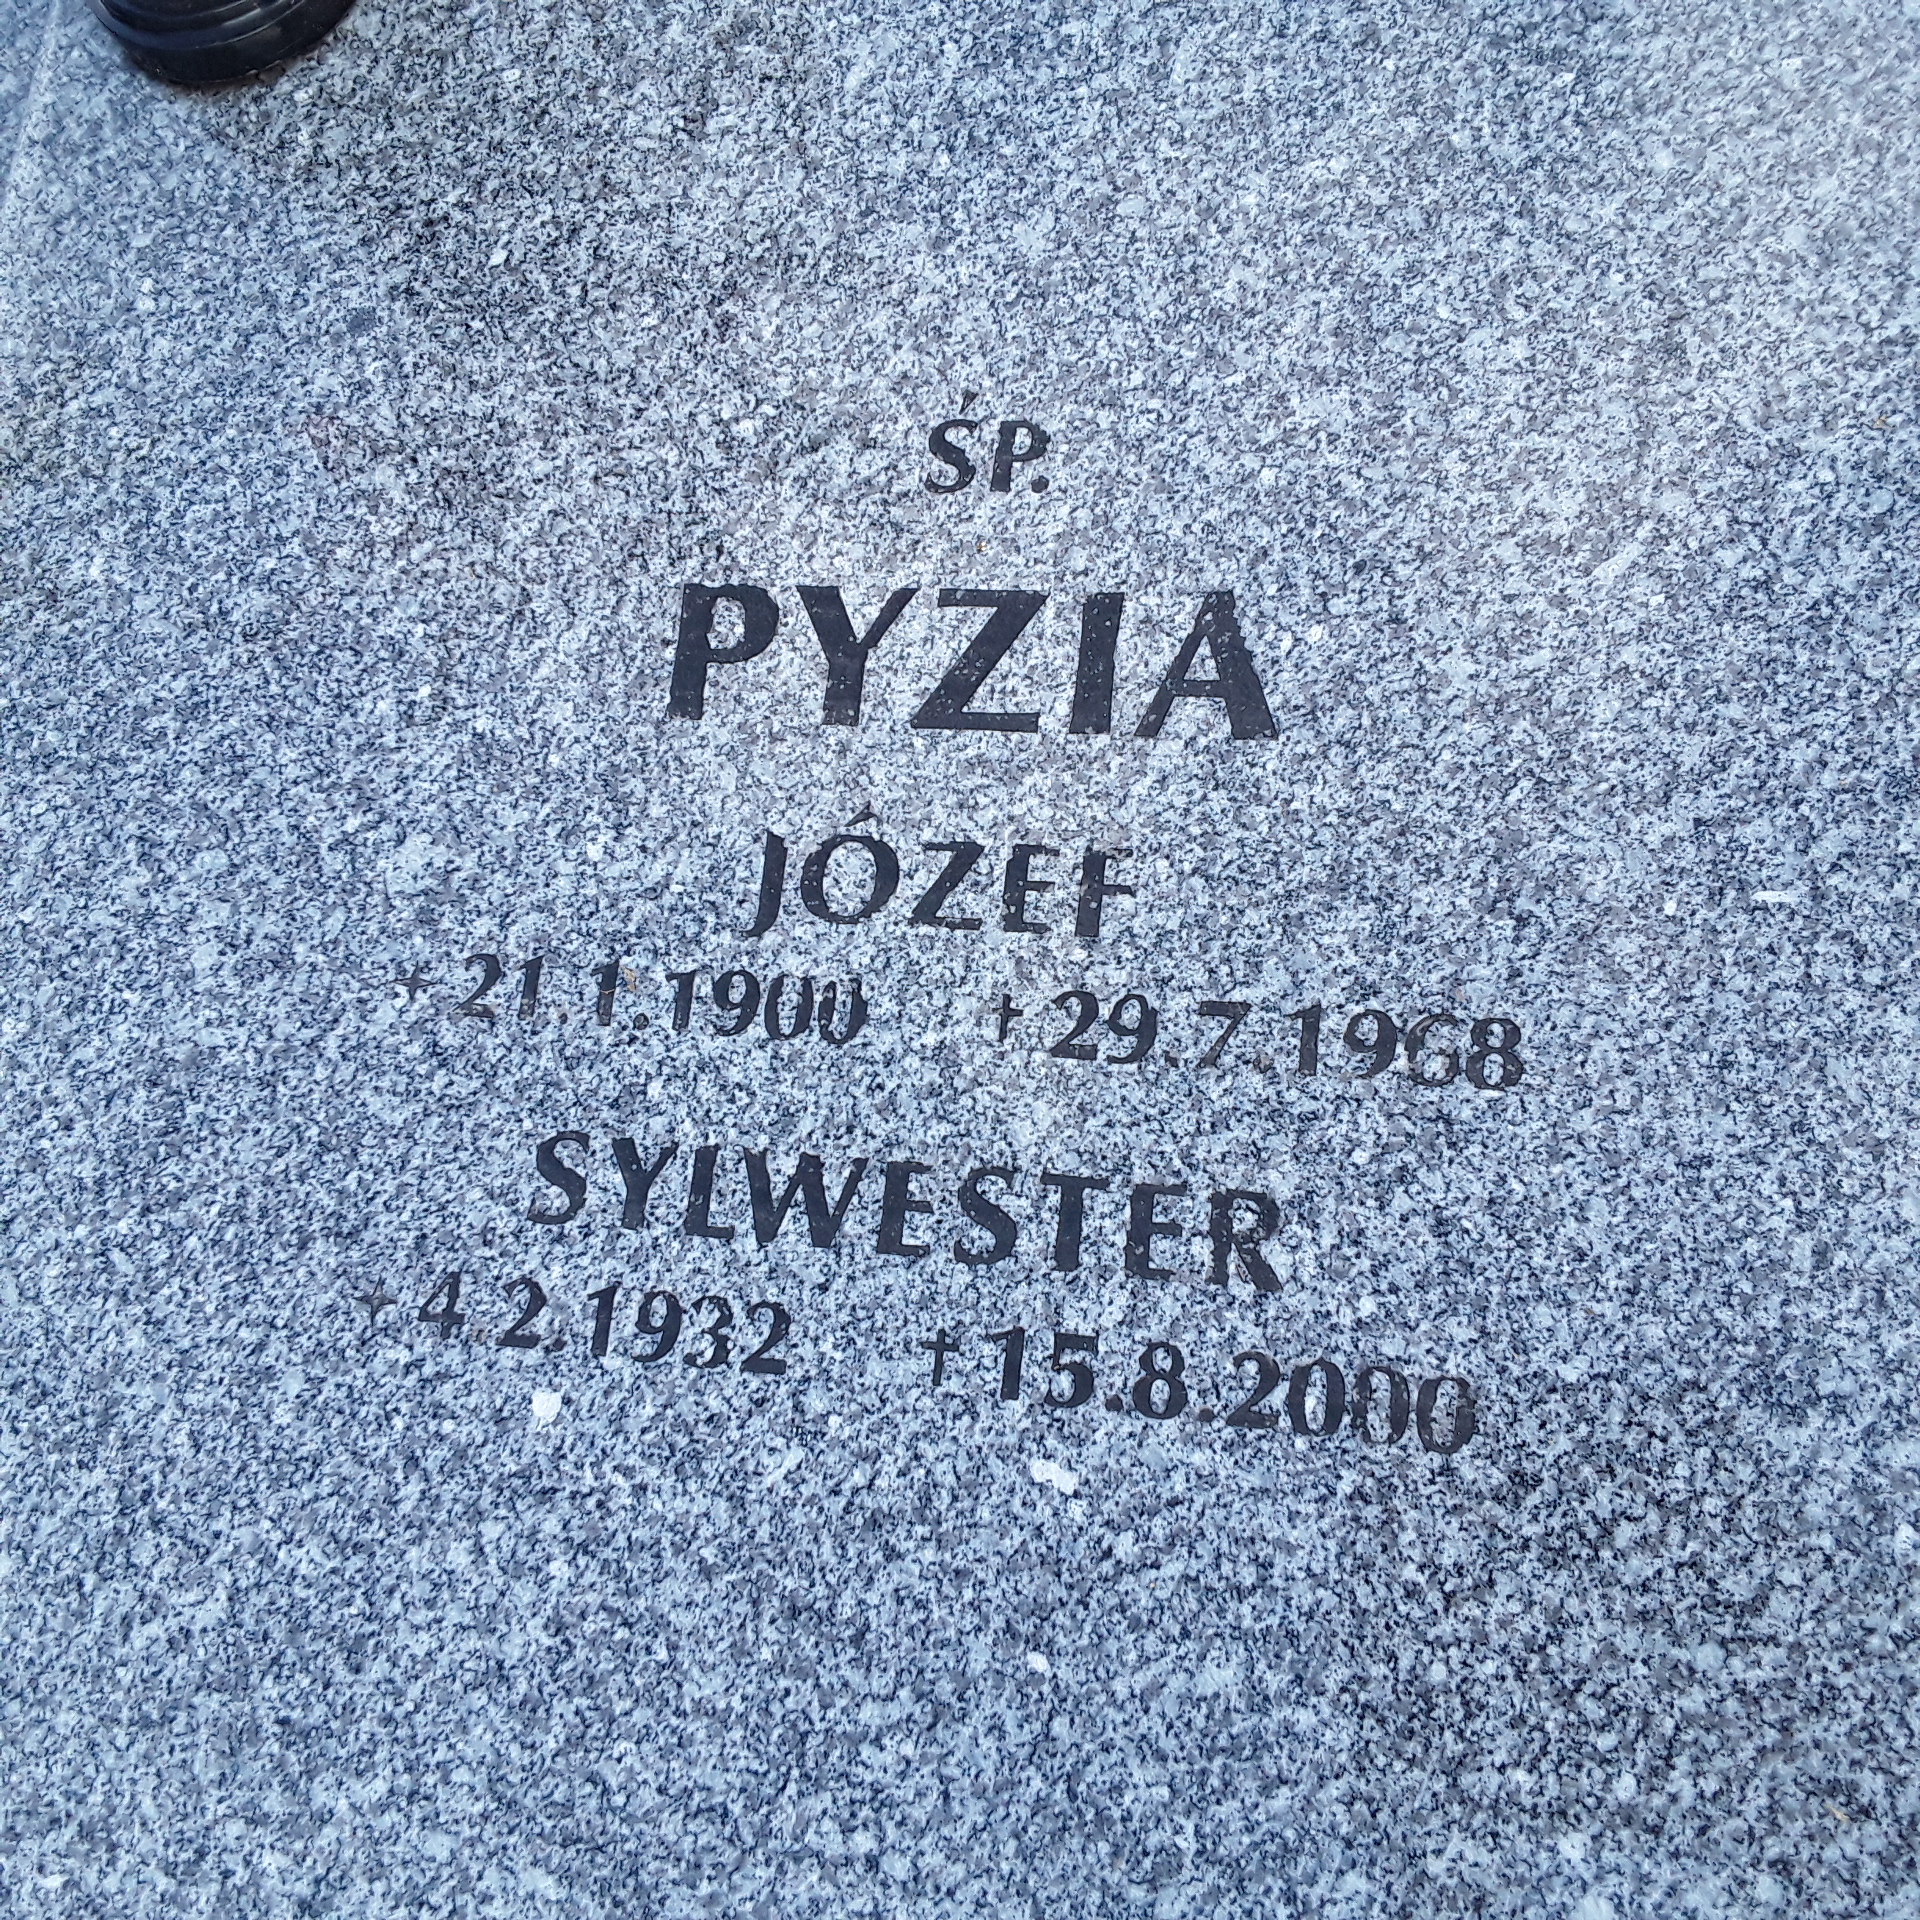 ŚP.
PYZIA
JÓZEF
+ 21.1.1900 + 29.7.1968
SYLWESTER
+ 4.2.1932 + 15.8.2000